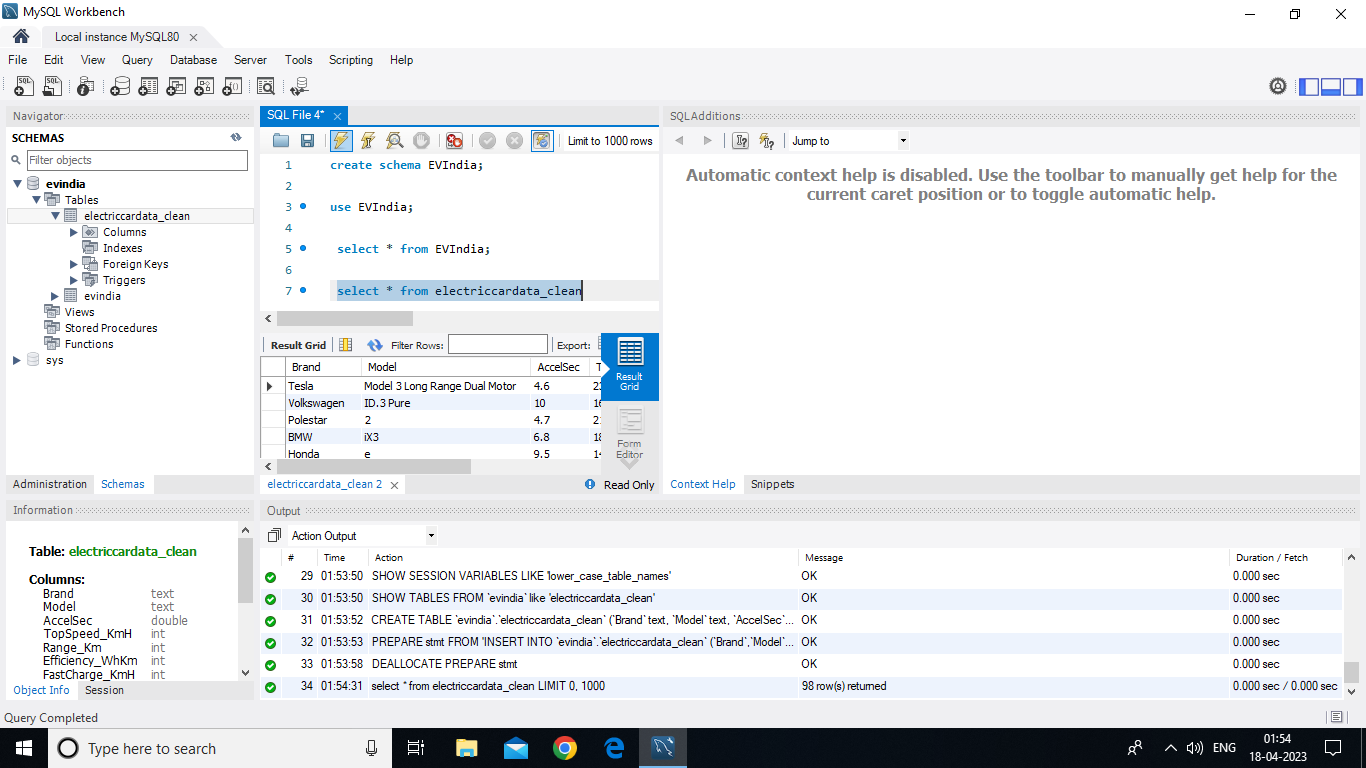 MySQL Workbench
Local instance MySQL80
File Edit View Query Database Server Tools Scripting Help
Navigator
SCHEMAS
Filter objects
evindia
Tables
electriccardata_clean
Columns
Indexes
Foreign Keys
Triggers
evindia
Views
Stored Procedures
Functions
sys
Administration Schemas
Information
Table: electriccardata_clean
Columns:
Brand text
Model text
AccelSec double
TopSpeed_KmH int
Range_Km int
Efficiency_WhKm int
FastCharge_KmH int
Object Info Session
SQL File 4*
Limit to 1000 rows
1 create schema EVIndia;
2
3 use EVIndia;
4
5 select * from EVIndia;
6
7 select * from electriccardata_clean
Result Grid Filter Rows: Export:
Brand Model AccelSec T
Tesla Model 3 Long Range Dual Motor 4.6 23
Volkswagen ID.3 Pure 10 16
Polestar 2 4.7 21
BMW iX3 6.8 18
Honda e 9.5 14
Result
Grid
Form
Editor
electriccardata_clean 2
Read Only
SQLAdditions
Jump to
Automatic context help is disabled. Use the toolbar to manually get help for the
current caret position or to toggle automatic help.
Context Help Snippets
Output
Action Output
# Time Action Message Duration / Fetch
29 01:53:50 SHOW SESSION VARIABLES LIKE 'lower_case_table_names' OK 0.000 sec
30 01:53:50 SHOW TABLES FROM `evindia` like 'electriccardata_clean' OK 0.000 sec
31 01:53:52 CREATE TABLE `evindia`.`electriccardata_clean` (`Brand` text, `Model` text, `AccelSec`... OK 0.000 sec
32 01:53:53 PREPARE stmt FROM 'INSERT INTO `evindia`.`electriccardata_clean` (`Brand`,`Model`... OK 0.000 sec
33 01:53:58 DEALLOCATE PREPARE stmt OK 0.000 sec
34 01:54:31 select * from electriccardata_clean LIMIT 0, 1000 98 row(s) returned 0.000 sec / 0.000 sec
Query Completed
Type here to search
ENG
01:54
18-04-2023